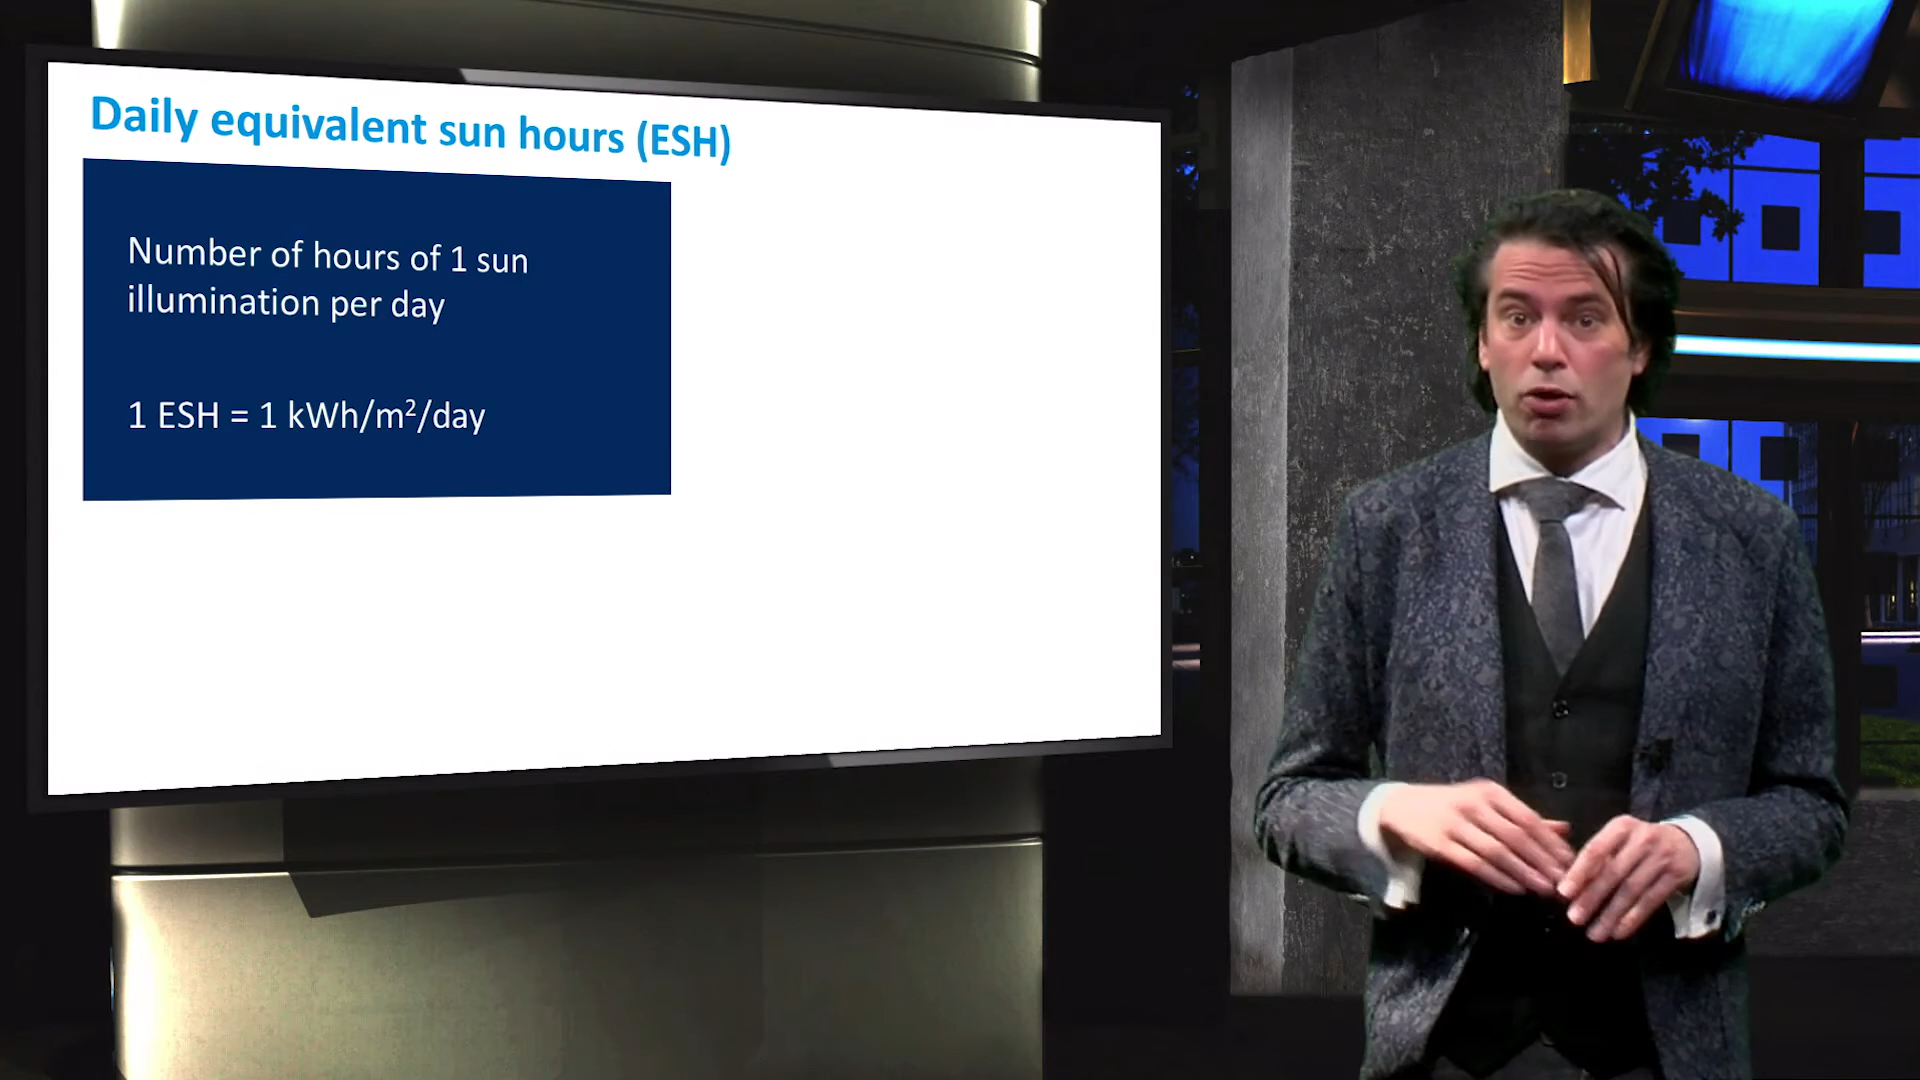 Daily equivalent sun hours (ESH)
Number of hours of 1 sun
illumination per day
1 ESH = 1 kWh/m²/day